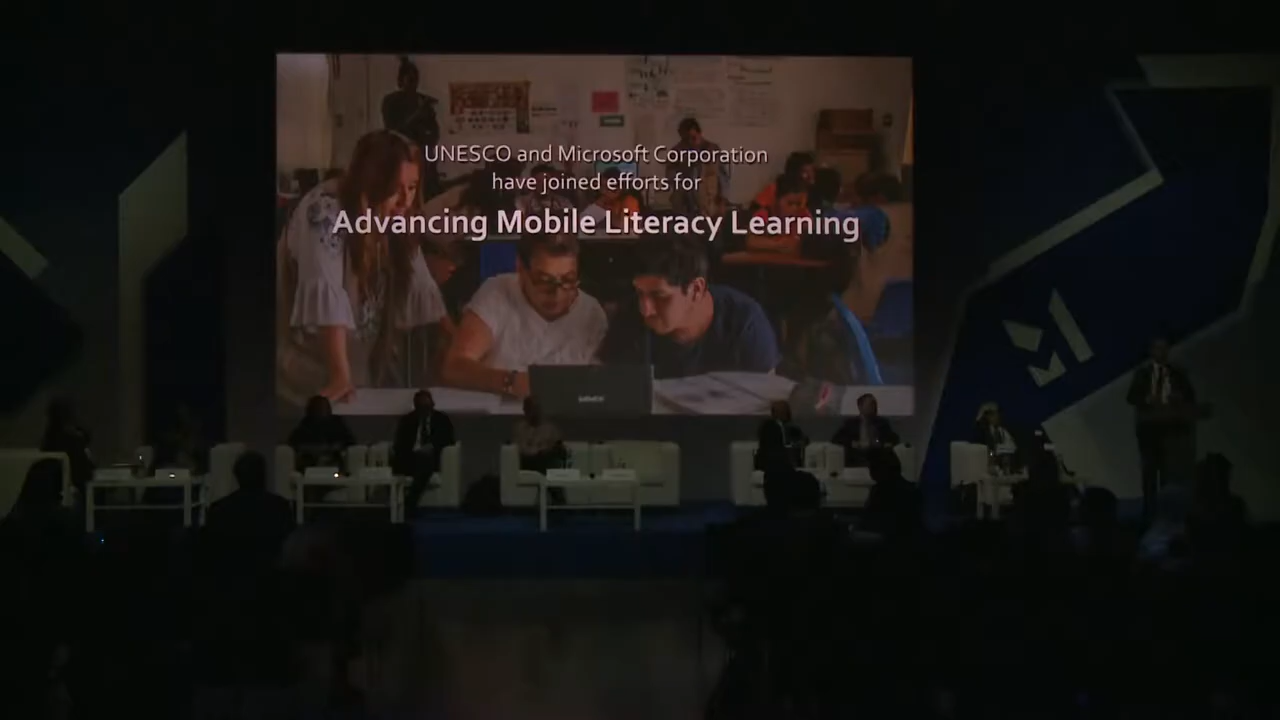 UNESCO and Microsoft Corporation
have joined efforts for
Advancing Mobile Literacy Learning